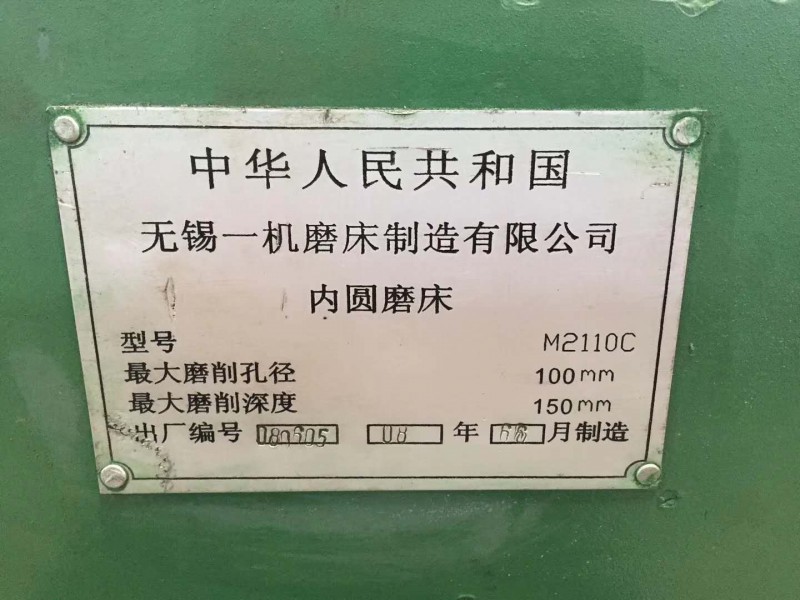 中华人民共和国
无锡一机磨床制造有限公司
内圆磨床
型号 M2110C
最大磨削孔径 100mm
最大磨削深度 150mm
出厂编号 08 年 月制造